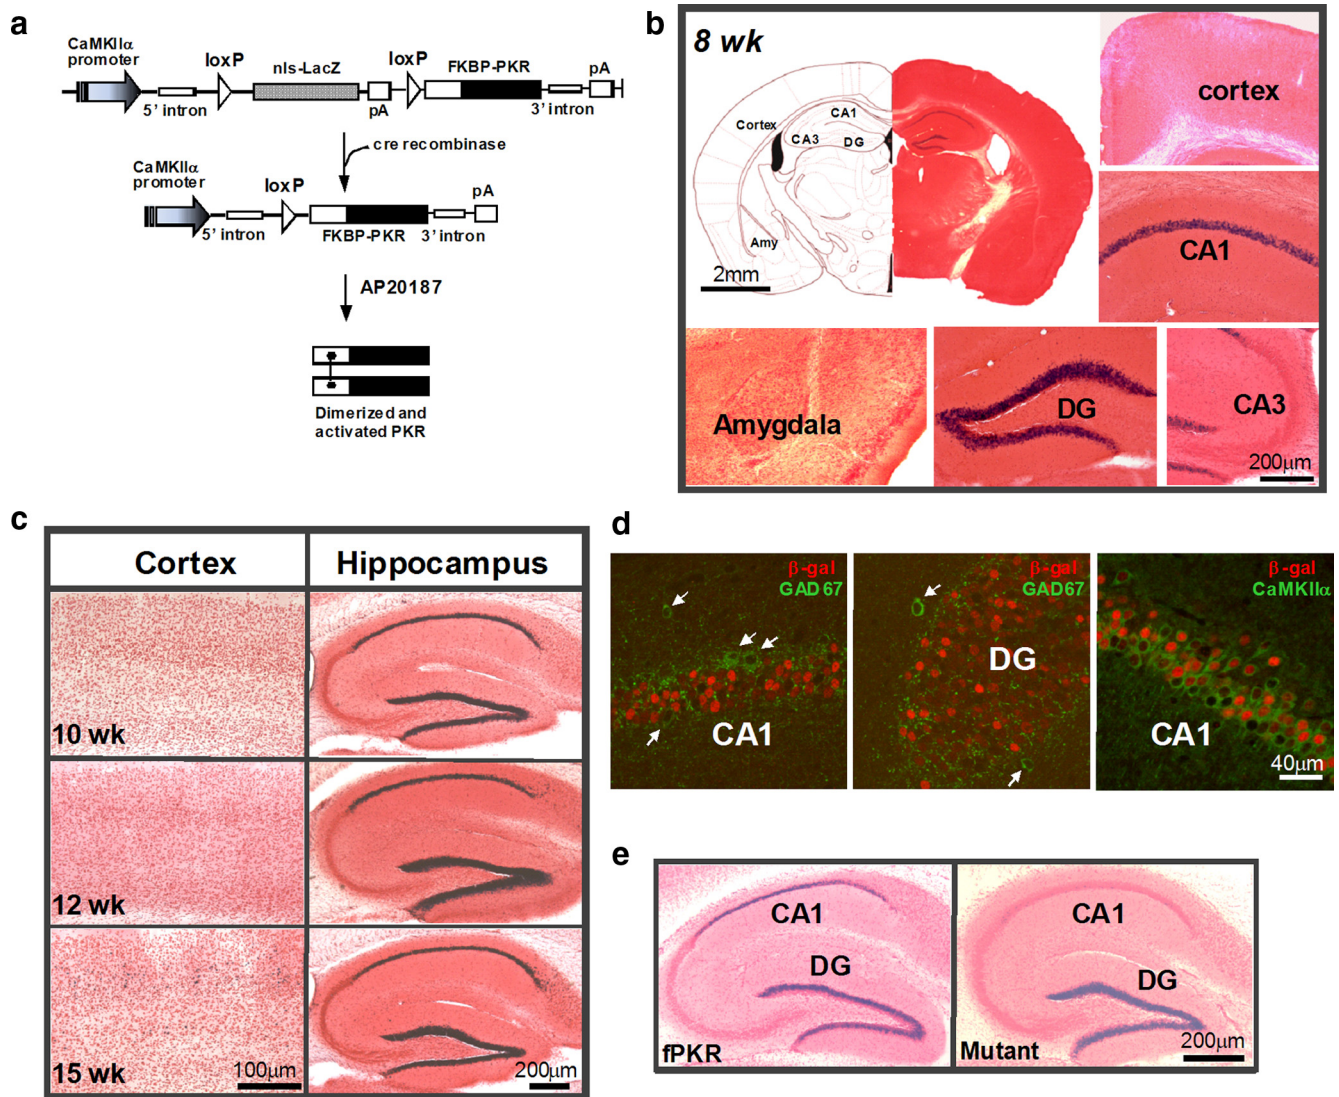 a
CaMKIIα
promoter
loxP
nls-LacZ
loxP
FKBP-PKR
pA
5' intron
pA
3' intron
cre recombinase
CaMKIIα
promoter
loxP
pA
5' intron
FKBP-PKR
3' intron
AP20187
Dimerized and
activated PKR
b
8 wk
Cortex
CA1
CA3
DG
Amy
2mm
cortex
CA1
Amygdala
DG
CA3
200µm
c
Cortex
Hippocampus
10 wk
12 wk
15 wk
100µm
200µm
d
β-gal
GAD67
CA1
β-gal
GAD67
DG
β-gal
CaMKIIα
CA1
40µm
e
CA1
DG
fPKR
CA1
DG
Mutant
200µm